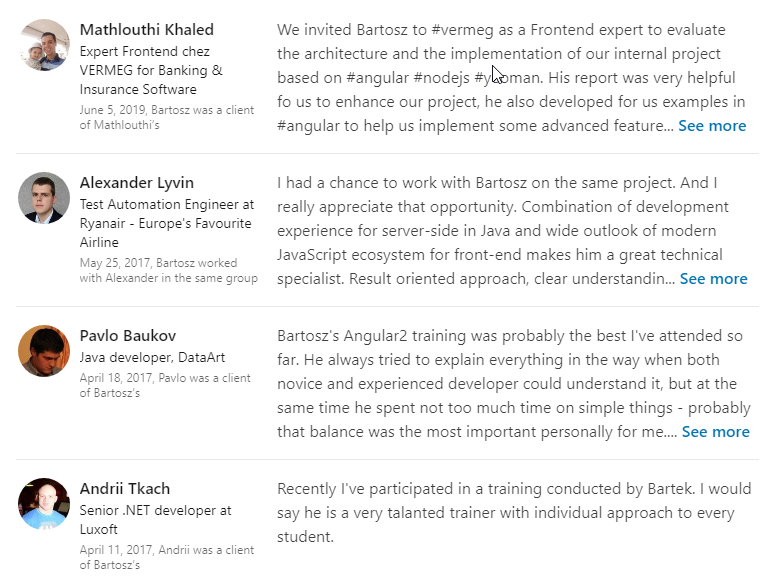 Mathlouthi Khaled
Expert Frontend chez
VERMEG for Banking &
Insurance Software
June 5, 2019, Bartosz was a client
of Mathlouthi's
We invited Bartosz to #vermeg as a Frontend expert to evaluate
the architecture and the implementation of our internal project
based on #angular #nodejs #yeoman. His report was very helpful
fo us to enhance our project, he also developed for us examples in
#angular to help us implement some advanced feature... See more
Alexander Lyvin
Test Automation Engineer at
Ryanair - Europe's Favourite
Airline
May 25, 2017, Bartosz worked
with Alexander in the same group
I had a chance to work with Bartosz on the same project. And I
really appreciate that opportunity. Combination of development
experience for server-side in Java and wide outlook of modern
JavaScript ecosystem for front-end makes him a great technical
specialist. Result oriented approach, clear understandin... See more
Pavlo Baukov
Java developer, DataArt
April 18, 2017, Pavlo was a client
of Bartosz's
Bartosz's Angular2 training was probably the best I've attended so
far. He always tried to explain everything in the way when both
novice and experienced developer could understand it, but at the
same time he spent not too much time on simple things - probably
that balance was the most important personally for me.... See more
Andrii Tkach
Senior .NET developer at
Luxoft
April 11, 2017, Andrii was a client
of Bartosz's
Recently I've participated in a training conducted by Bartek. I would
say he is a very talanted trainer with individual approach to every
student.